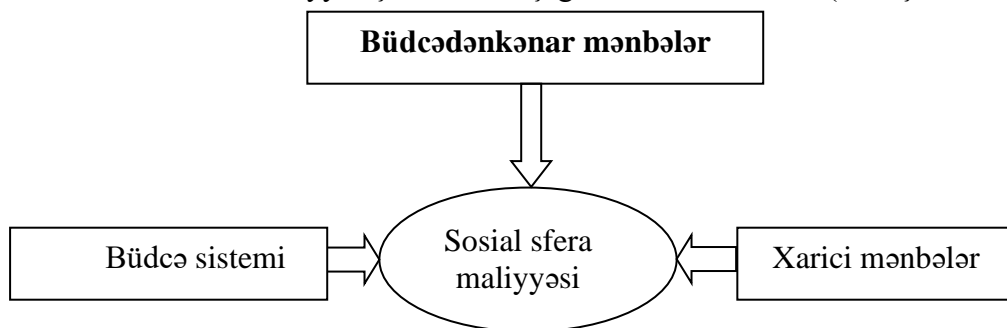 Büdcədənkənar mənbələr
Büdcə sistemi
Sosial sfera
maliyyəsi
Xarici mənbələr